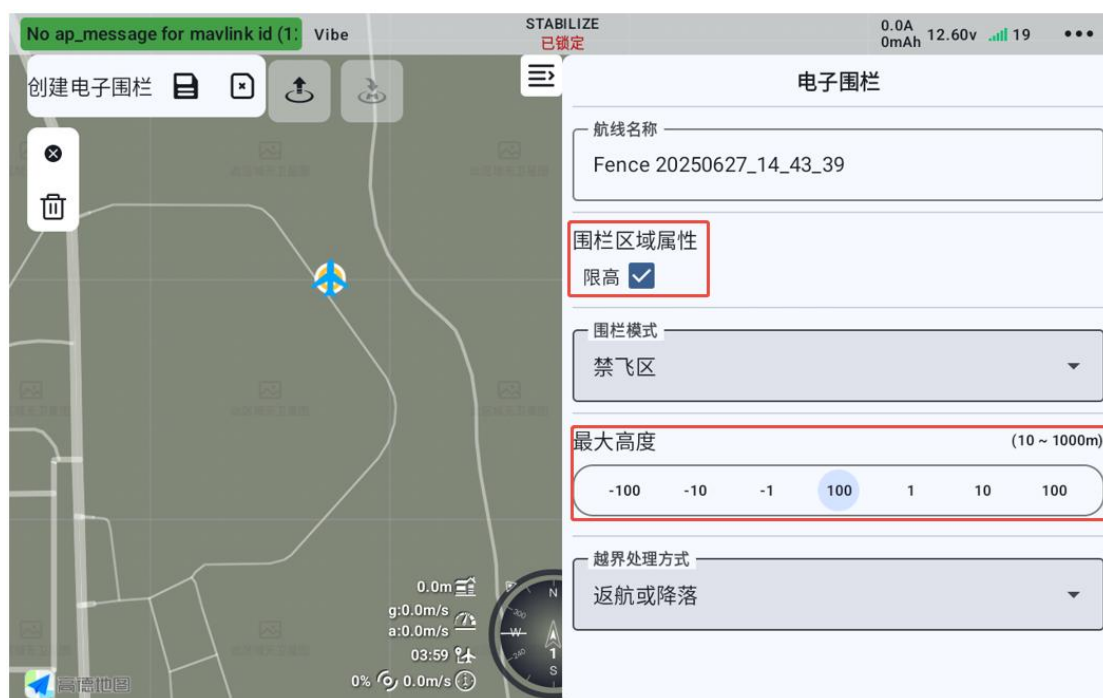 No ap_message for mavlink id (1:
Vibe
STABILIZE
已锁定
0.0A
0mAh
12.60v
19
创建电子围栏
电子围栏
航线名称
Fence 20250627_14_43_39
围栏区域属性
限高
围栏模式
禁飞区
最大高度
(10 ~ 1000m)
-100 -10 -1 100 1 10 100
越界处理方式
返航或降落
0.0m
g:0.0m/s
a:0.0m/s
03:59
0% 0.0m/s
N
300
W
240
S
1
高德地图